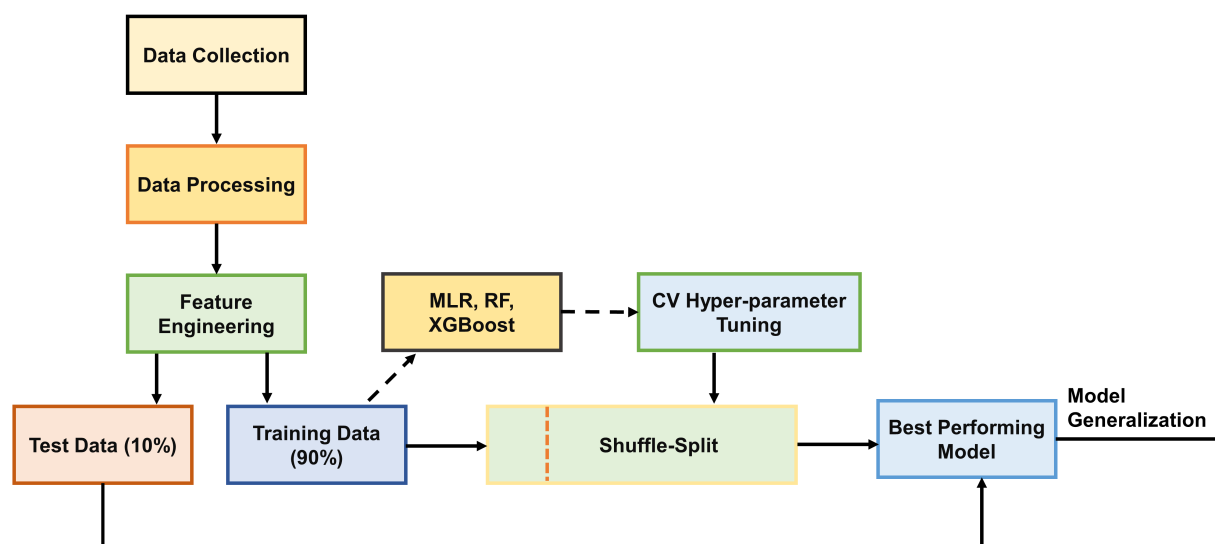 Data Collection
Data Processing
Feature
Engineering
MLR, RF,
XGBoost
CV Hyper-parameter
Tuning
Test Data (10%)
Training Data
(90%)
Shuffle-Split
Best Performing
Model
Model
Generalization